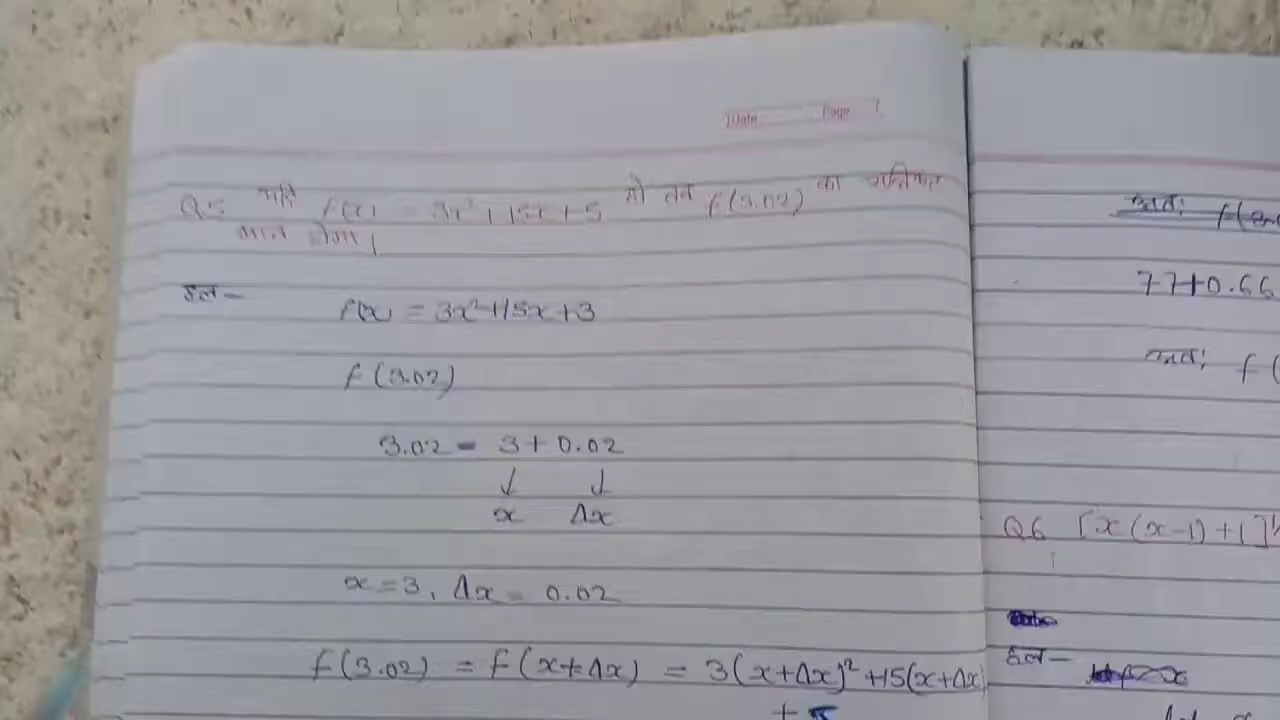 Date Page
Q5 यदि f(x) = 3x²+15x+5 हो तब f(3.02) का सन्निकट
मान होगा।
हल-
f(x) = 3x²+15x+3
f(3.02)
3.02 = 3+0.02
↓ ↓
x Δx
x=3, Δx = 0.02
f(3.02) = f(x+Δx) = 3(x+Δx)² +15(x+Δx)
+5
अतः f(3.0
77+0.66
अतः f(
Q6 [x(x-1)+1]
हल-